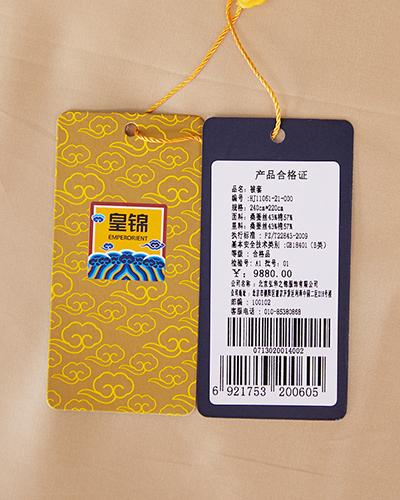 皇锦
EMPERORIENT
产品合格证
品名：被套
编号：HJ11061-21-000
规格：240cm*220cm
面料：桑蚕丝43%棉57%
里料：桑蚕丝43%棉57%
执行标准：FZ/T22843-2009
基本安全技术类别：GB18401（B类）
等级：合格品
检验号：A1 批号：01
￥：9880.00
公司名称：北京弘华之锦服饰有限公司
邮编：100102
客服电话：010-85380868
0713020014002
6 921753 200605